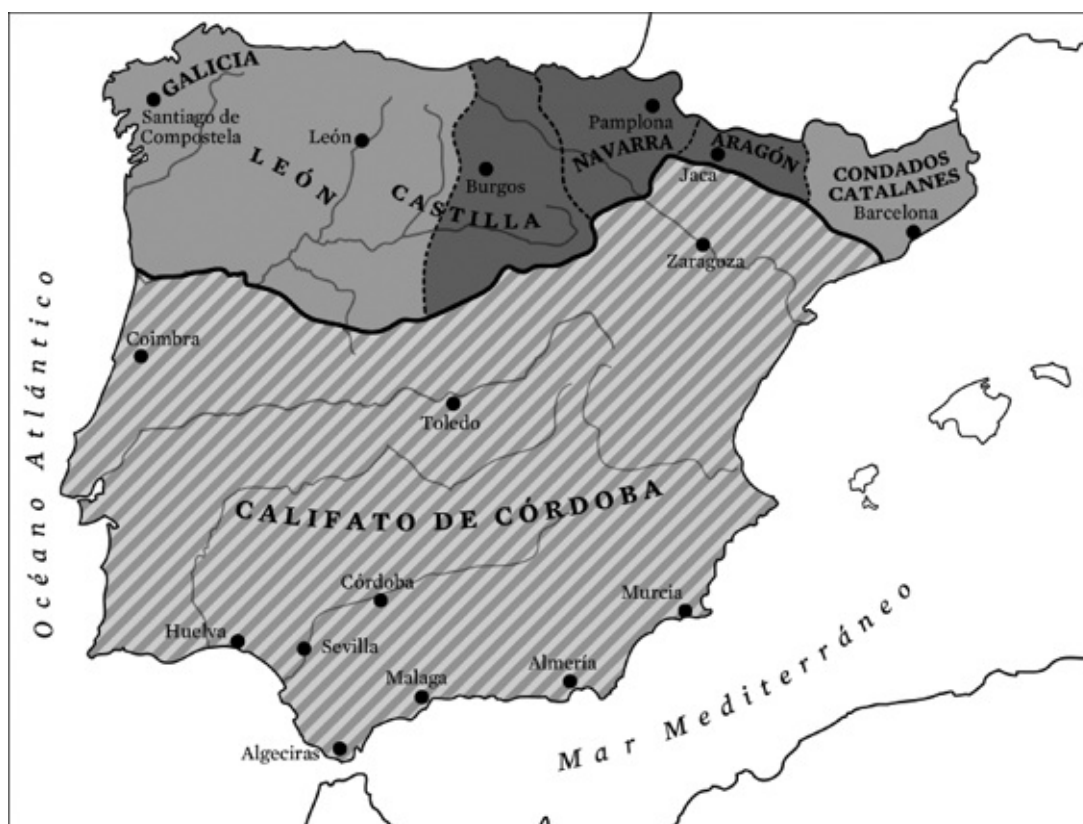 GALICIA
Santiago de
Compostela
León
LEÓN
CASTILLA
Burgos
Pamplona
NAVARRA
ARAGÓN
Jaca
CONDADOS
CATALANES
Barcelona
Zaragoza
Océano Atlántico
Coimbra
Toledo
CALIFATO DE CÓRDOBA
Córdoba
Murcia
Huelva
Sevilla
Malaga
Almería
Algeciras
Mar Mediterráneo